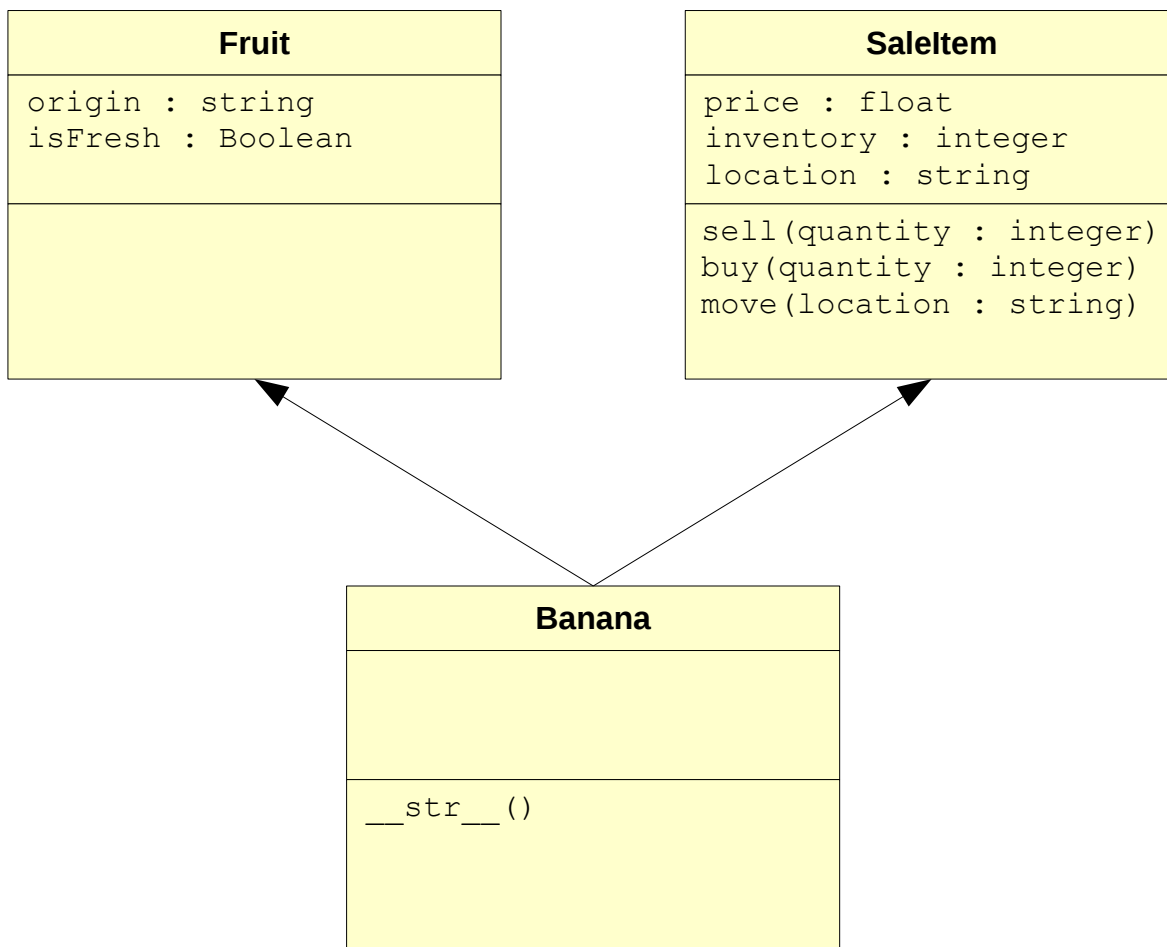 Fruit
origin : string
isFresh : Boolean
SaleItem
price : float
inventory : integer
location : string
sell(quantity : integer)
buy(quantity : integer)
move(location : string)
Banana
__str__()